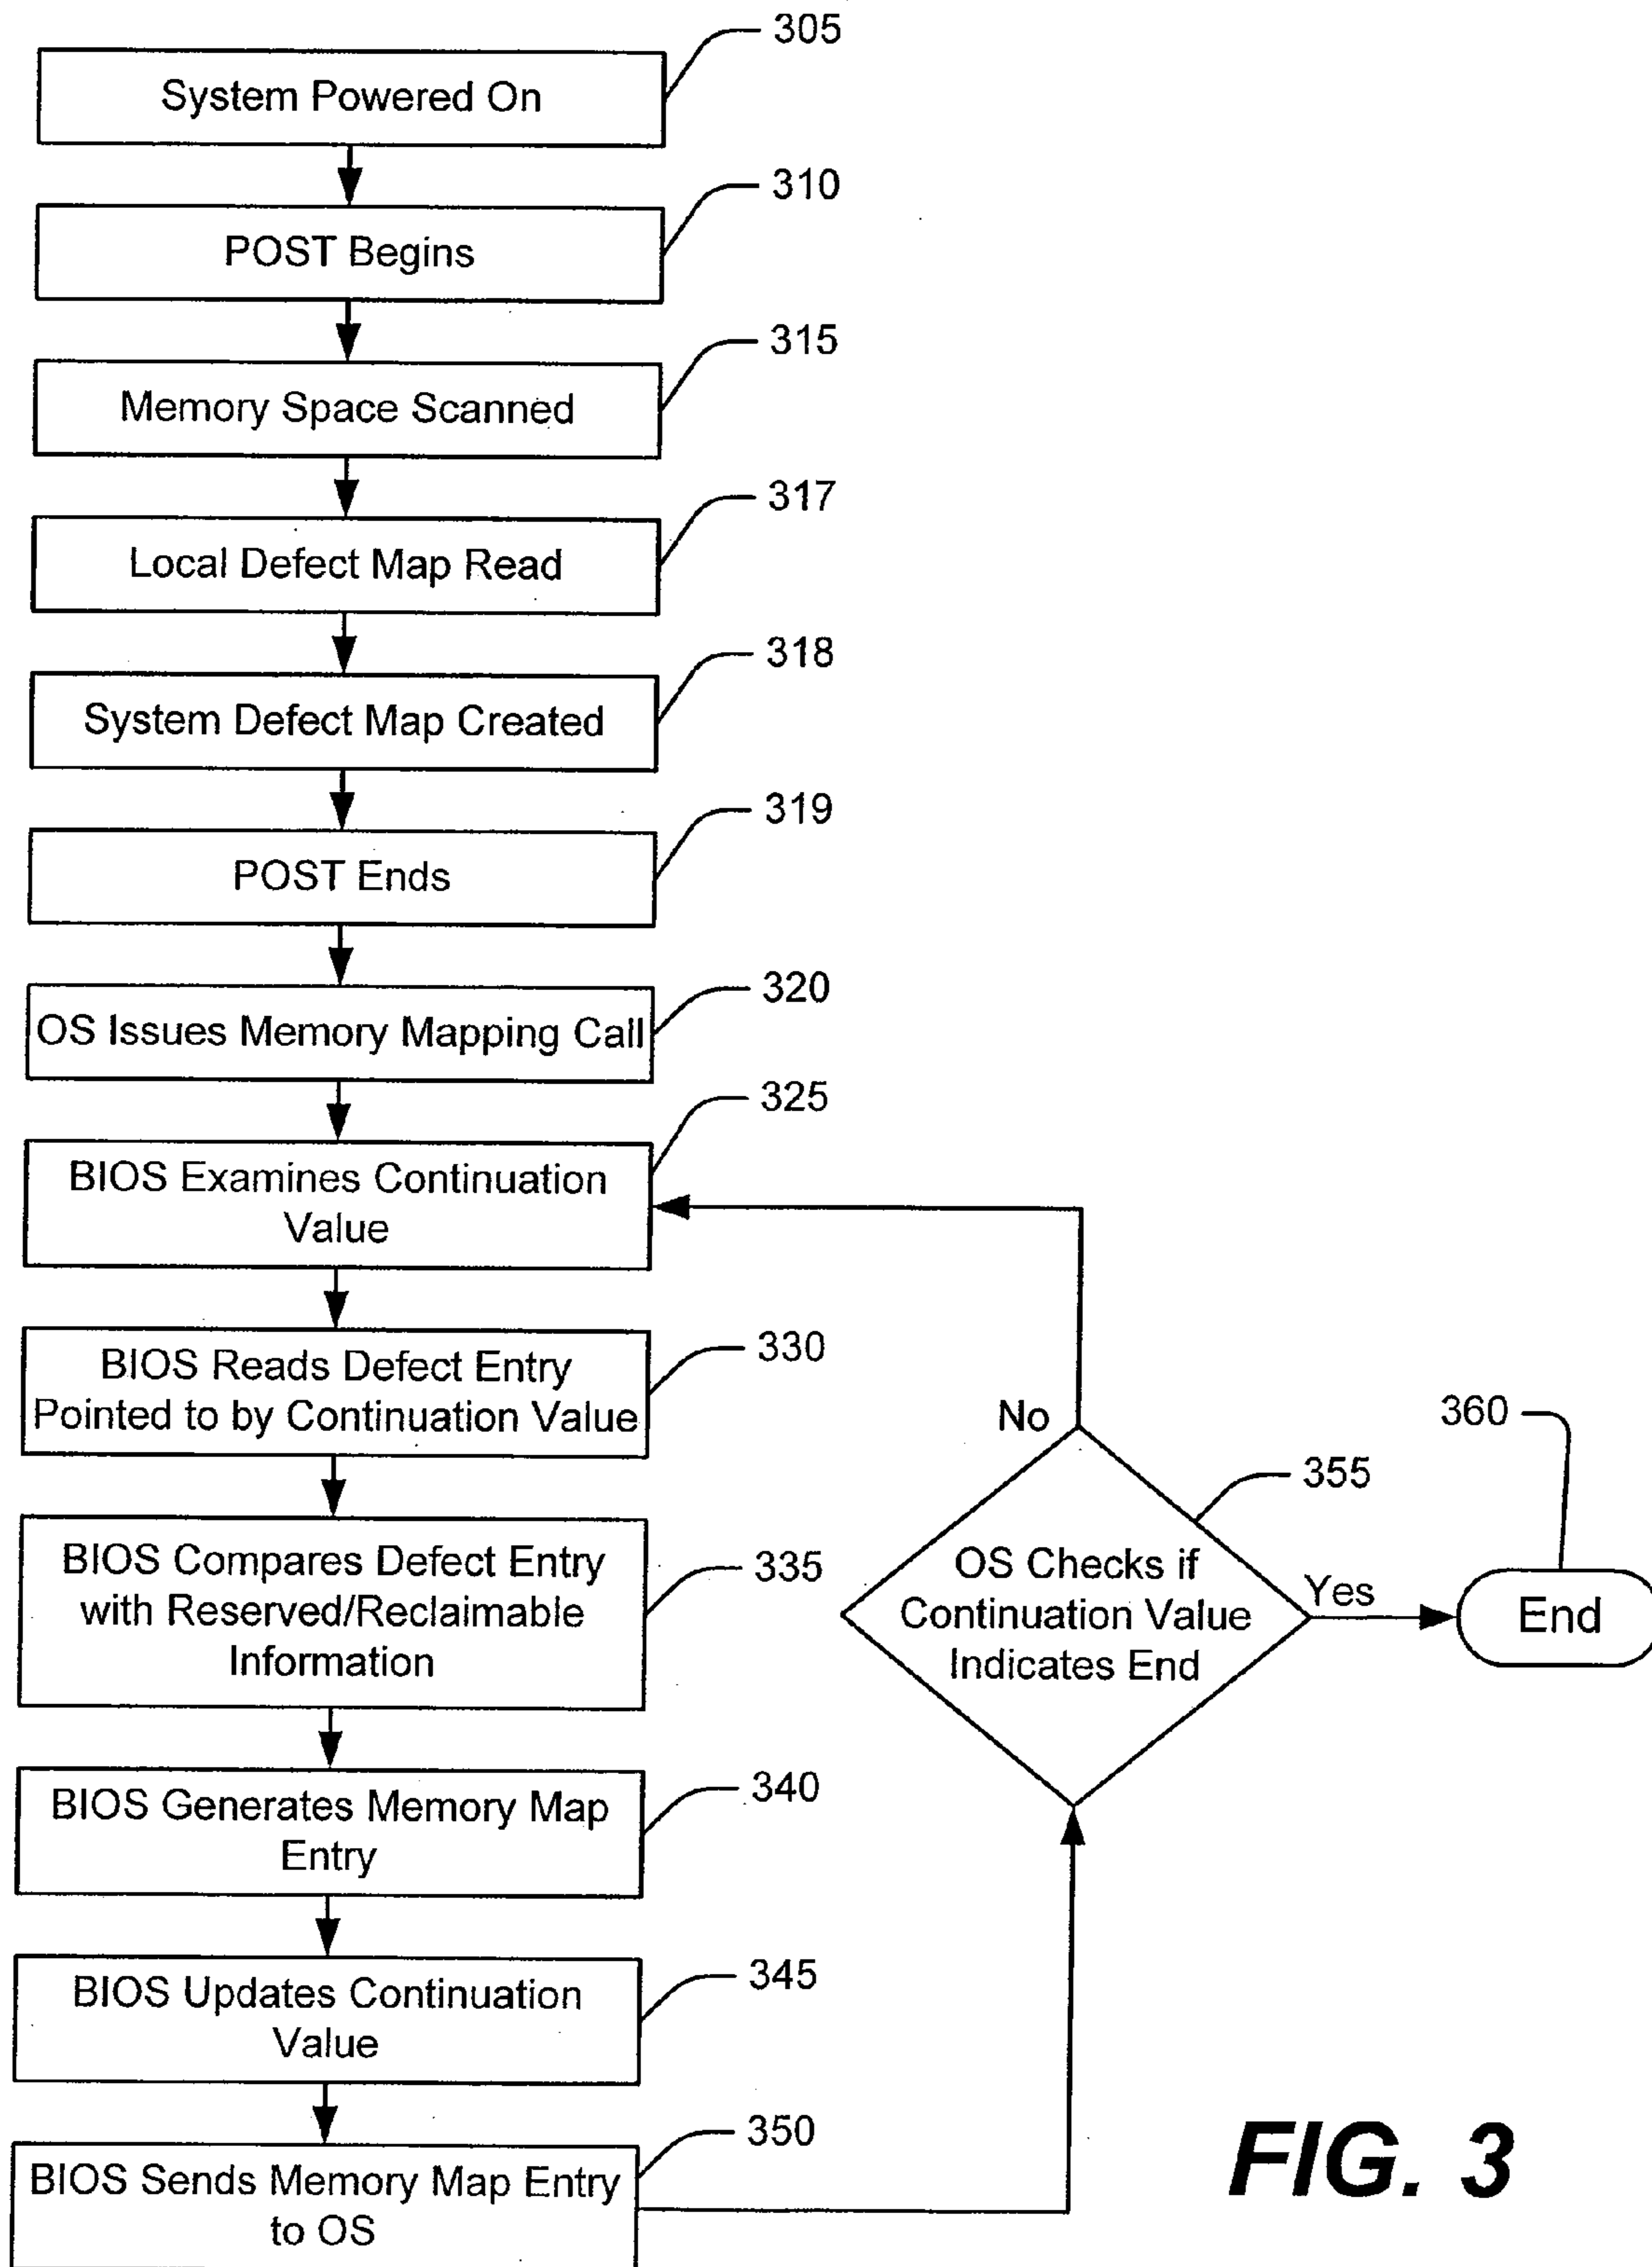 305
System Powered On
310
POST Begins
315
Memory Space Scanned
317
Local Defect Map Read
318
System Defect Map Created
319
POST Ends
320
OS Issues Memory Mapping Call
325
BIOS Examines Continuation
Value
330
BIOS Reads Defect Entry
Pointed to by Continuation Value
335
BIOS Compares Defect Entry
with Reserved/Reclaimable
Information
340
BIOS Generates Memory Map
Entry
345
BIOS Updates Continuation
Value
350
BIOS Sends Memory Map Entry
to OS
No
355
OS Checks if
Continuation Value
Indicates End
Yes
360
End
FIG. 3